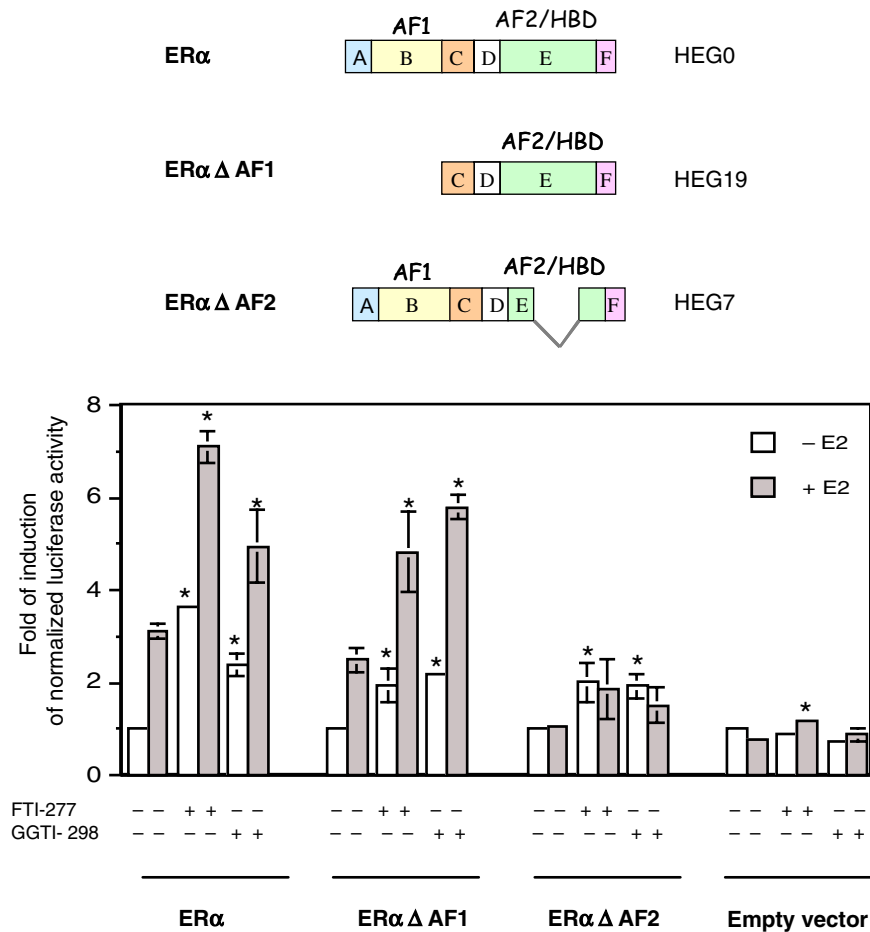 AF1 AF2/HBD
ERα A B C D E F HEG0
AF2/HBD
ERα Δ AF1 C D E F HEG19
AF1 AF2/HBD
ERα Δ AF2 A B C D E F HEG7
8
6
4
2
0
Fold of induction
of normalized luciferase activity
– E2
+ E2
* * * *
* * * *
* *
*
FTI-277 – – + + – – – – + + – – – – + + – – – – + + – –
GGTI- 298 – – – – + + – – – – + + – – – – + + – – – – + +
ERα ERα Δ AF1 ERα Δ AF2 Empty vector